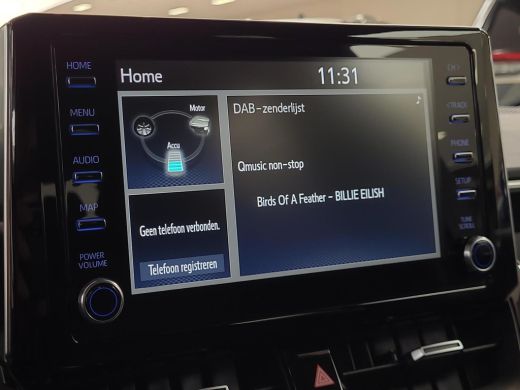 HOME
MENU
AUDIO
MAP
POWER
VOLUME
Home
11:31
Motor
Accu
Geen telefoon verbonden.
Telefoon registreren
DAB-zenderlijst
Qmusic non-stop
Birds Of A Feather - BILLIE EILISH
CH >
< TRACK
PHONE
SETUP
TUNE
SCROLL